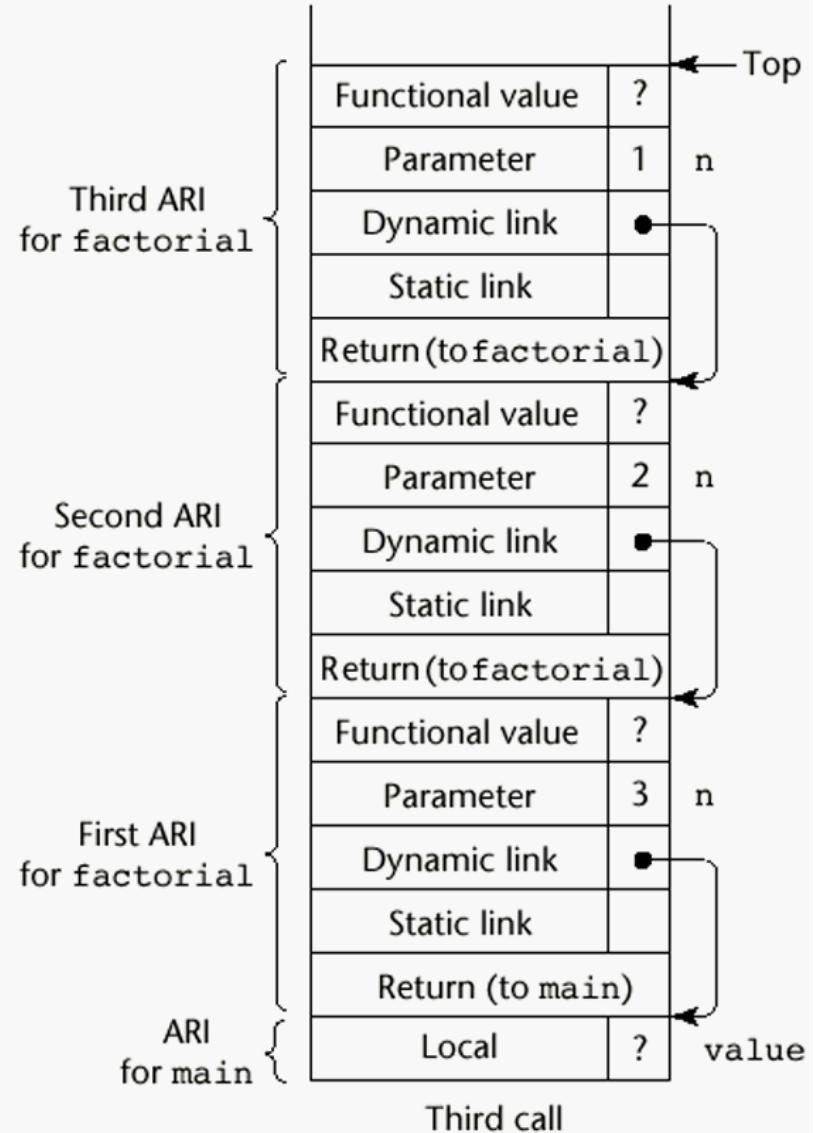 Top
Functional value ?
Parameter 1 n
Third ARI
for factorial
Dynamic link
Static link
Return (to factorial)
Functional value ?
Parameter 2 n
Second ARI
for factorial
Dynamic link
Static link
Return (to factorial)
Functional value ?
Parameter 3 n
First ARI
for factorial
Dynamic link
Static link
Return (to main)
ARI
for main
Local ? value
Third call